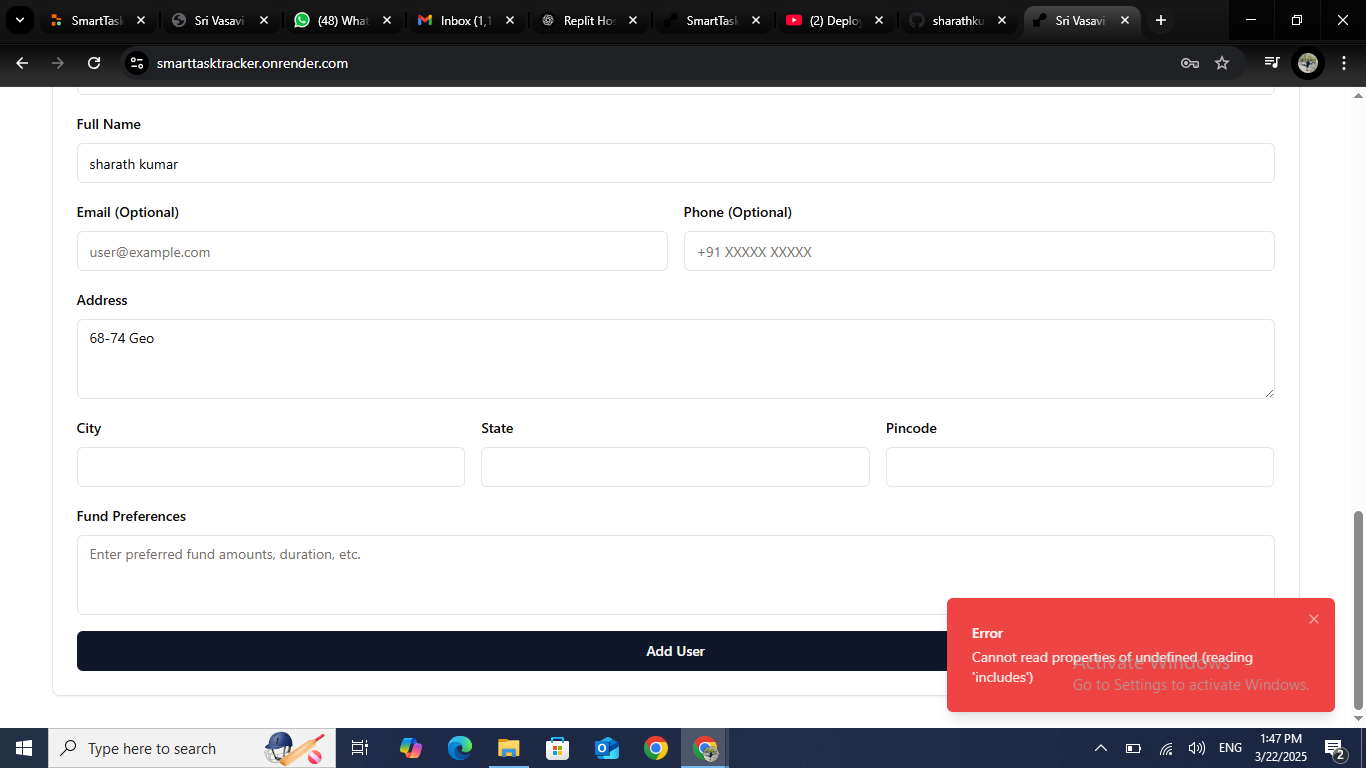 SmartTask
Sri Vasavi
(48) What
Inbox (1,1
Replit Hos
SmartTask
(2) Deploy
sharathku
Sri Vasavi
smarttasktracker.onrender.com
Full Name
sharath kumar
Email (Optional)
Phone (Optional)
user@example.com
+91 XXXXX XXXXX
Address
68-74 Geo
City
State
Pincode
Fund Preferences
Enter preferred fund amounts, duration, etc.
Add User
Error
Cannot read properties of undefined (reading
'includes')
Activate Windows
Go to Settings to activate Windows.
Type here to search
ENG
1:47 PM
3/22/2025
2